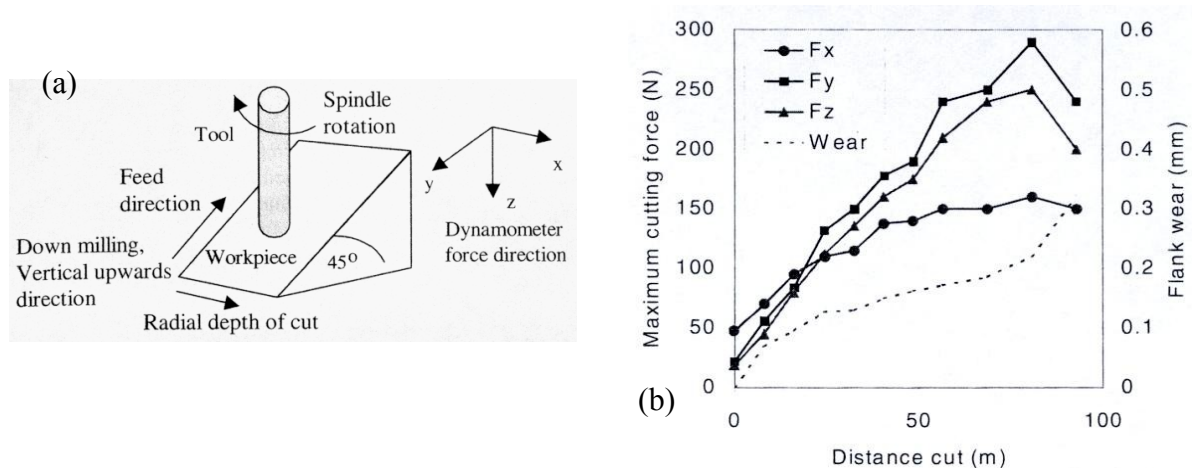 (a)
Spindle
rotation
Tool
Feed
direction
x
y
z
Down milling,
Vertical upwards
direction
Workpiece
45°
Dynamometer
force direction
Radial depth of cut
(b)
Maximum cutting force (N)
300
250
200
150
100
50
0
Fx
Fy
Fz
Wear
0.6
0.5
0.4
0.3
0.2
0.1
0
Flank wear (mm)
0 50 100
Distance cut (m)